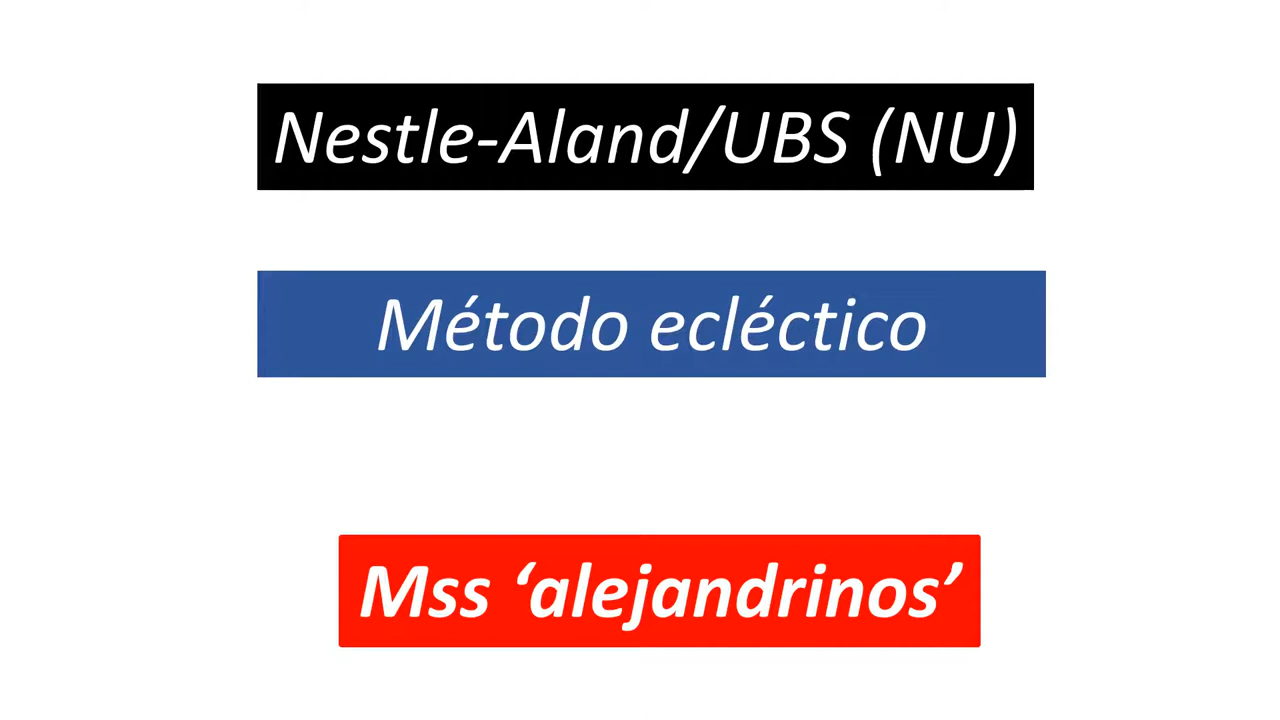 Nestle-Aland/UBS (NU)
Método ecléctico
Mss ‘alejandrinos’